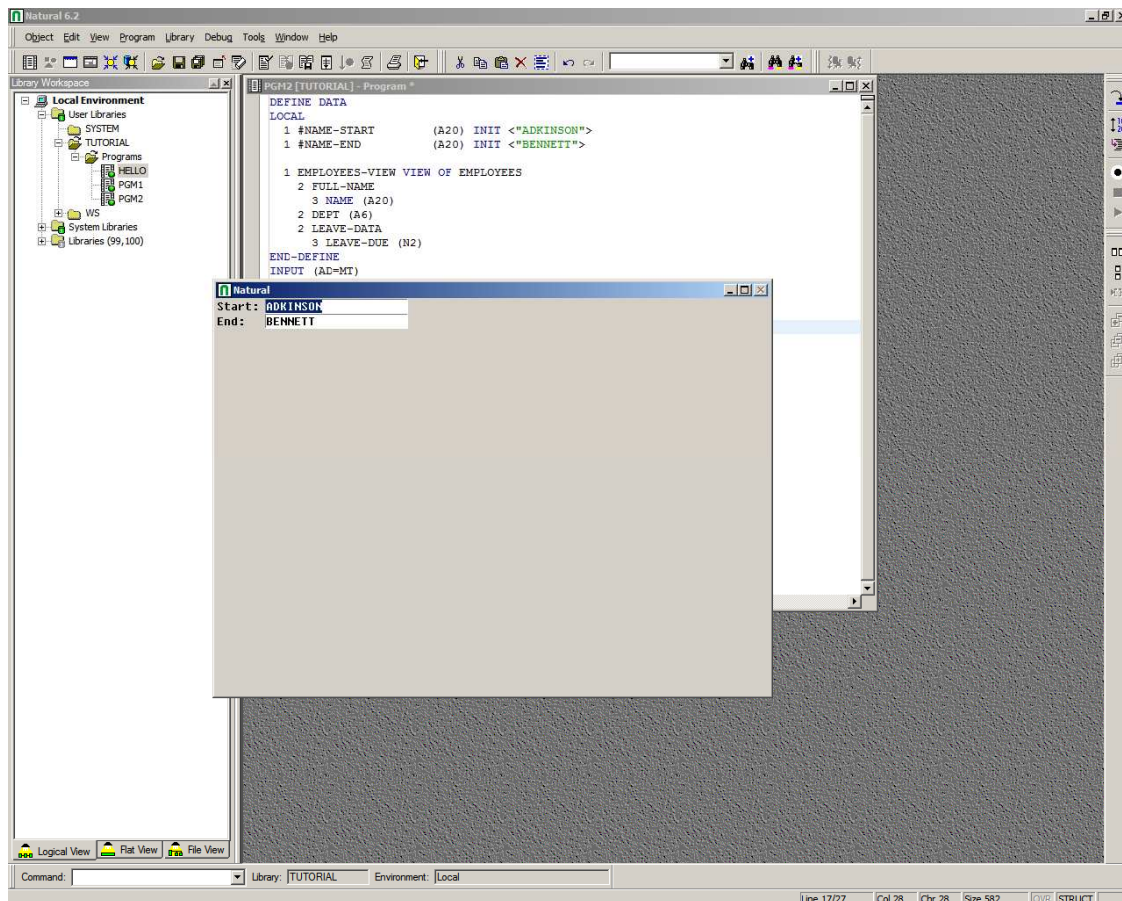 Natural 6.2
Object Edit View Program Library Debug Tools Window Help
Library Workspace
Local Environment
User Libraries
SYSTEM
TUTORIAL
Programs
HELLO
PGM1
PGM2
WS
System Libraries
Libraries (99,100)
PGM2 [TUTORIAL] - Program *
DEFINE DATA
LOCAL
1 #NAME-START (A20) INIT <"ADKINSON">
1 #NAME-END (A20) INIT <"BENNETT">
1 EMPLOYEES-VIEW VIEW OF EMPLOYEES
2 FULL-NAME
3 NAME (A20)
2 DEPT (A6)
2 LEAVE-DATA
3 LEAVE-DUE (N2)
END-DEFINE
INPUT (AD=MT)
Natural
Start: ADKINSON
End: BENNETT
Logical View Flat View File View
Command: Library: TUTORIAL Environment: Local
Line 17/27 Col 28 Chr 28 Size 582 OVR STRUCT